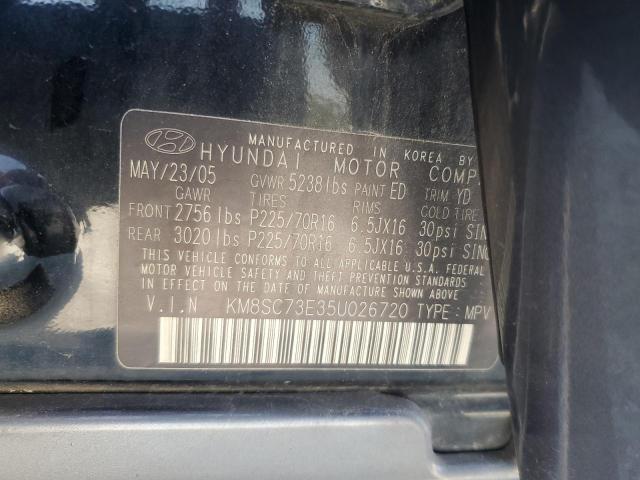 MANUFACTURED IN KOREA BY
HYUNDAI MOTOR COMP
MAY/23/05 GVWR 5238 lbs PAINT ED TRIM YD
GAWR TIRES RIMS COLD TIRE
FRONT 2756 lbs P225/70R16 6.5JX16 30psi SING
REAR 3020 lbs P225/70R16 6.5JX16 30psi SING
THIS VEHICLE CONFORMS TO ALL APPLICABLE U.S.A. FEDERAL
MOTOR VEHICLE SAFETY AND THEFT PREVENTION STANDARDS
IN EFFECT ON THE DATE OF MANUFACTURE SHOWN ABOVE.
V.I.N KM8SC73E35U026720 TYPE : MPV